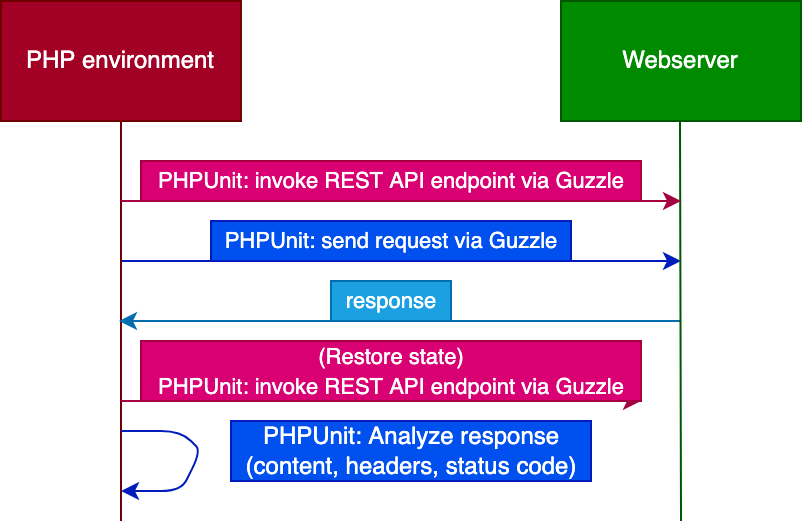 PHP environment
Webserver
PHPUnit: invoke REST API endpoint via Guzzle
PHPUnit: send request via Guzzle
response
(Restore state)
PHPUnit: invoke REST API endpoint via Guzzle
PHPUnit: Analyze response
(content, headers, status code)